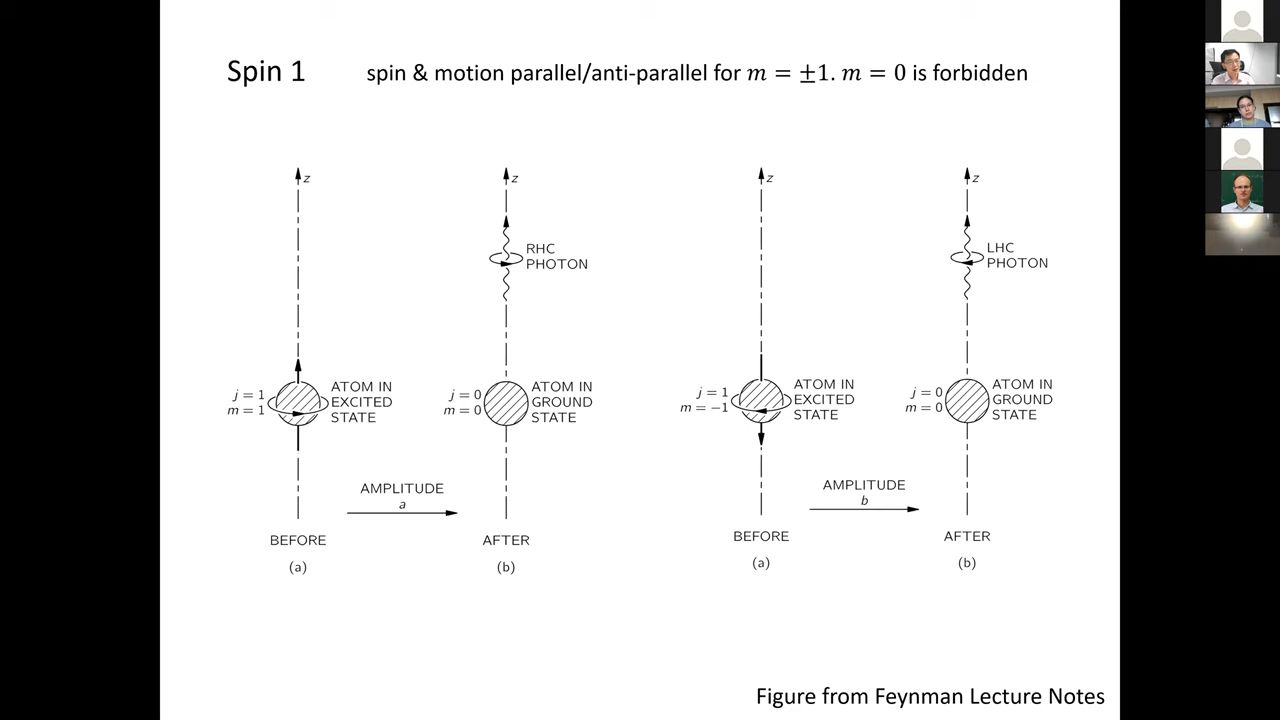 Spin 1
spin & motion parallel/anti-parallel for m = ±1. m = 0 is forbidden
z
j = 1
m = 1
ATOM IN
EXCITED
STATE
BEFORE
(a)
AMPLITUDE
a
z
RHC
PHOTON
j = 0
m = 0
ATOM IN
GROUND
STATE
AFTER
(b)
z
j = 1
m = −1
ATOM IN
EXCITED
STATE
BEFORE
(a)
AMPLITUDE
b
z
LHC
PHOTON
j = 0
m = 0
ATOM IN
GROUND
STATE
AFTER
(b)
Figure from Feynman Lecture Notes